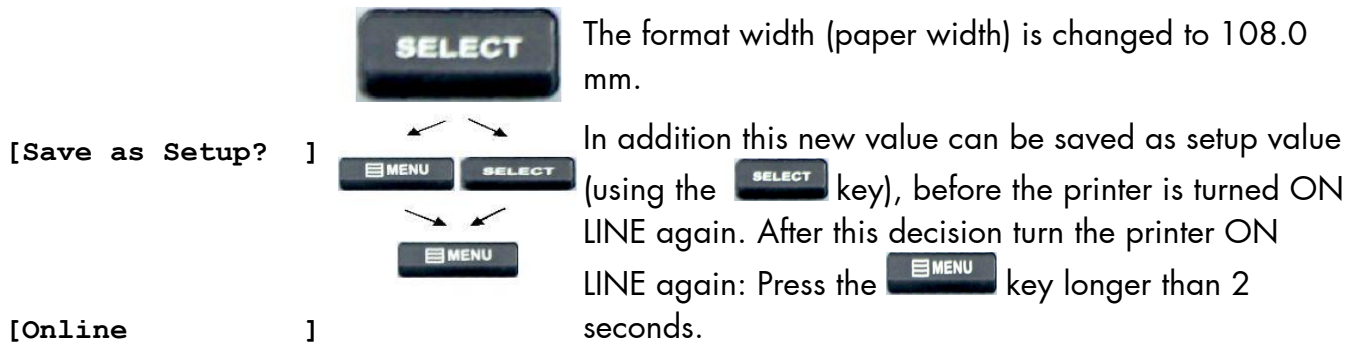 SELECT
The format width (paper width) is changed to 108.0
mm.
[Save as Setup? ]
MENU SELECT
In addition this new value can be saved as setup value
(using the SELECT key), before the printer is turned ON
LINE again. After this decision turn the printer ON
MENU
LINE again: Press the MENU key longer than 2
seconds.
[Online ]